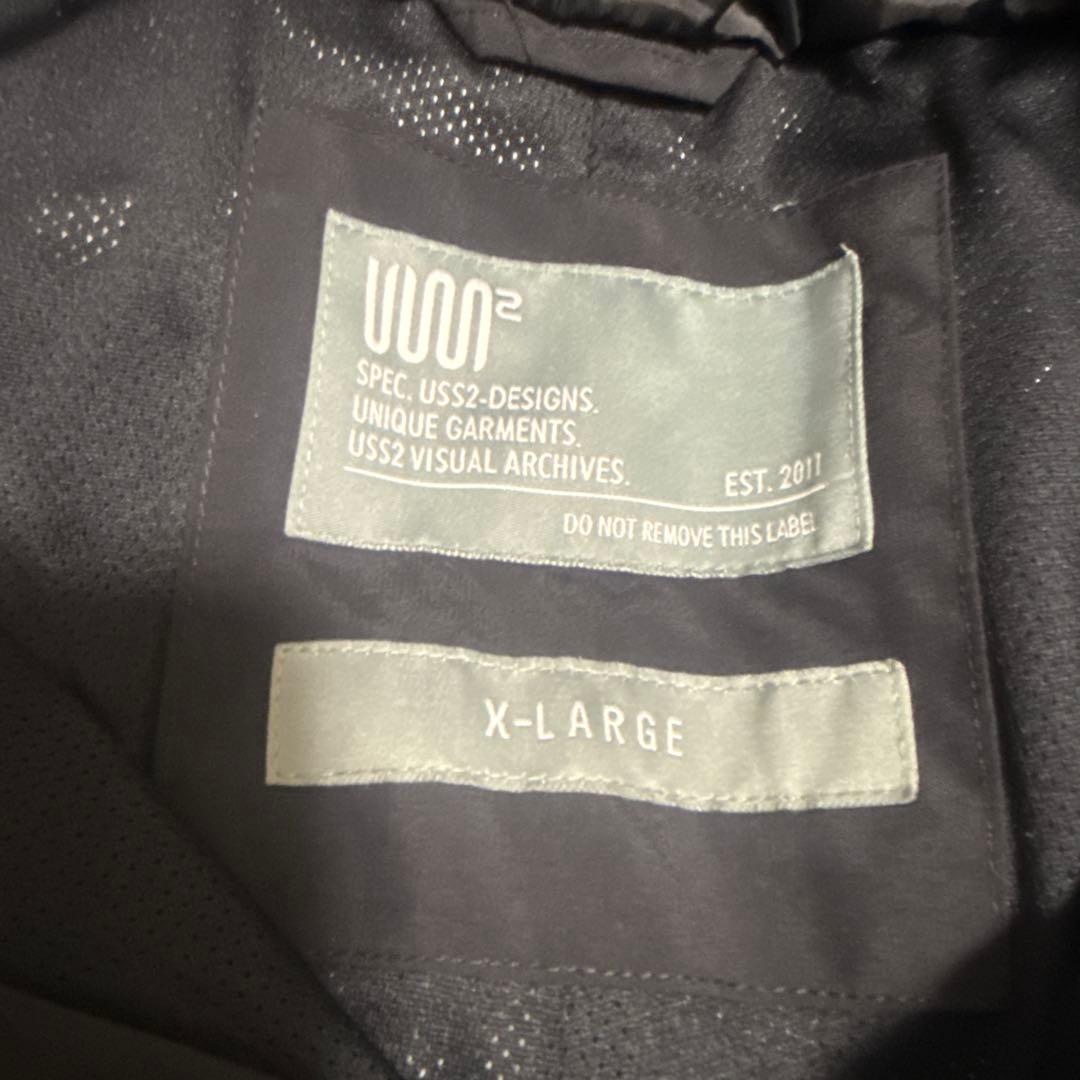 SPEC. USS2-DESIGNS.
UNIQUE GARMENTS.
USS2 VISUAL ARCHIVES.
EST. 2011
DO NOT REMOVE THIS LABEL
X-LARGE